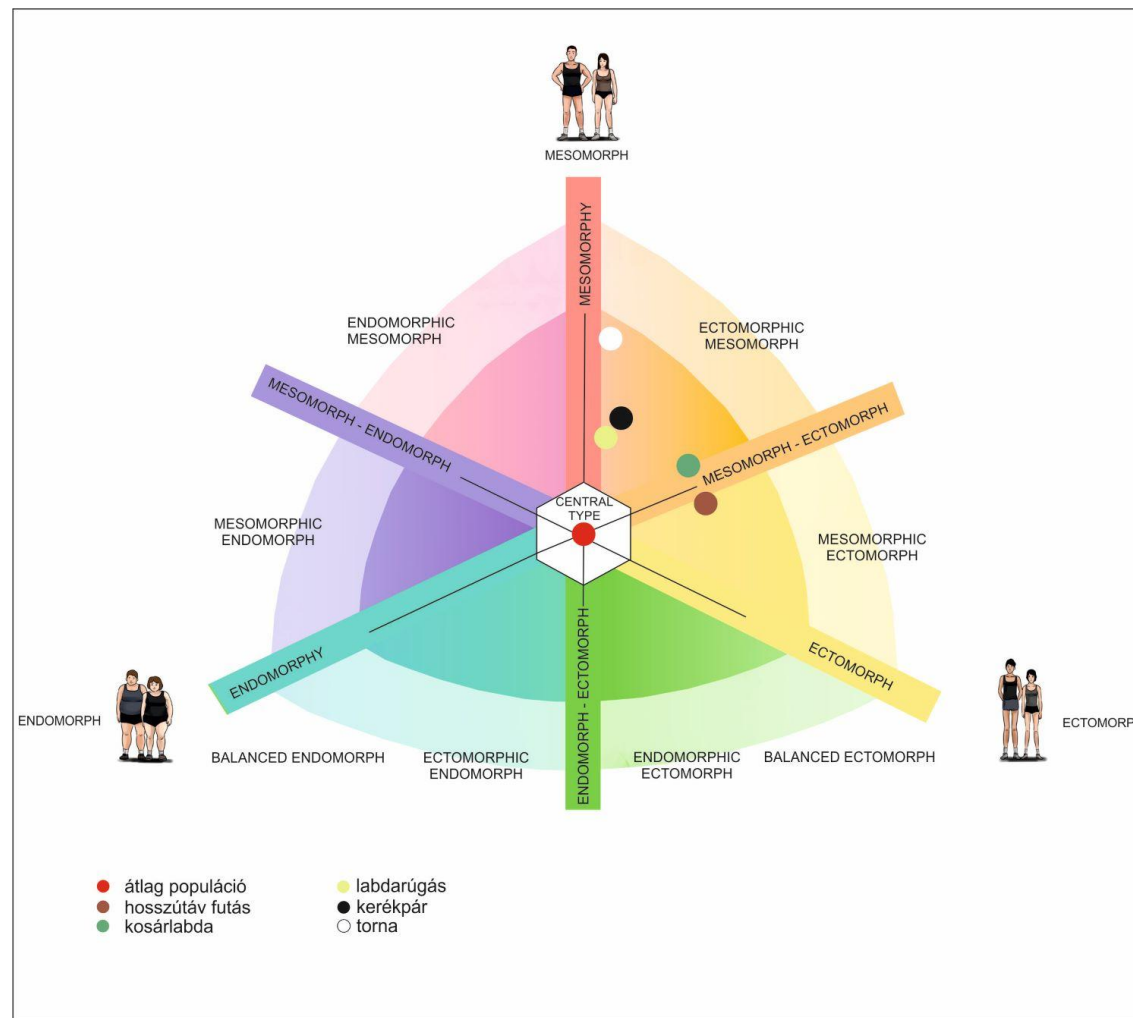 MESOMORPH
MESOMORPHY
ENDOMORPHIC
MESOMORPH
ECTOMORPHIC
MESOMORPH
MESOMORPH - ENDOMORPH
MESOMORPH - ECTOMORPH
CENTRAL
TYPE
MESOMORPHIC
ENDOMORPH
MESOMORPHIC
ECTOMORPH
ENDOMORPHY
ENDOMORPH - ECTOMORPH
ECTOMORPH
ENDOMORPH
ECTOMORP
BALANCED ENDOMORPH
ECTOMORPHIC
ENDOMORPH
ENDOMORPHIC
ECTOMORPH
BALANCED ECTOMORPH
átlag populáció
hosszútáv futás
kosárlabda
labdarúgás
kerékpár
torna